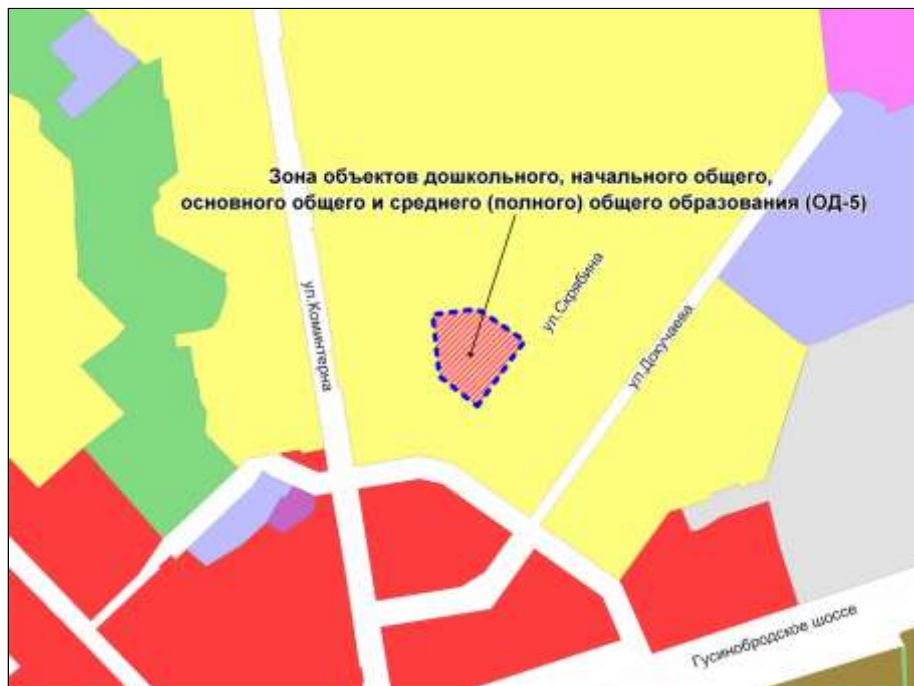 Зона объектов дошкольного, начального общего,
основного общего и среднего (полного) общего образования (ОД-5)
ул.Коминтерна
ул.Скрябина
ул.Докучаева
Гусинобродское шоссе